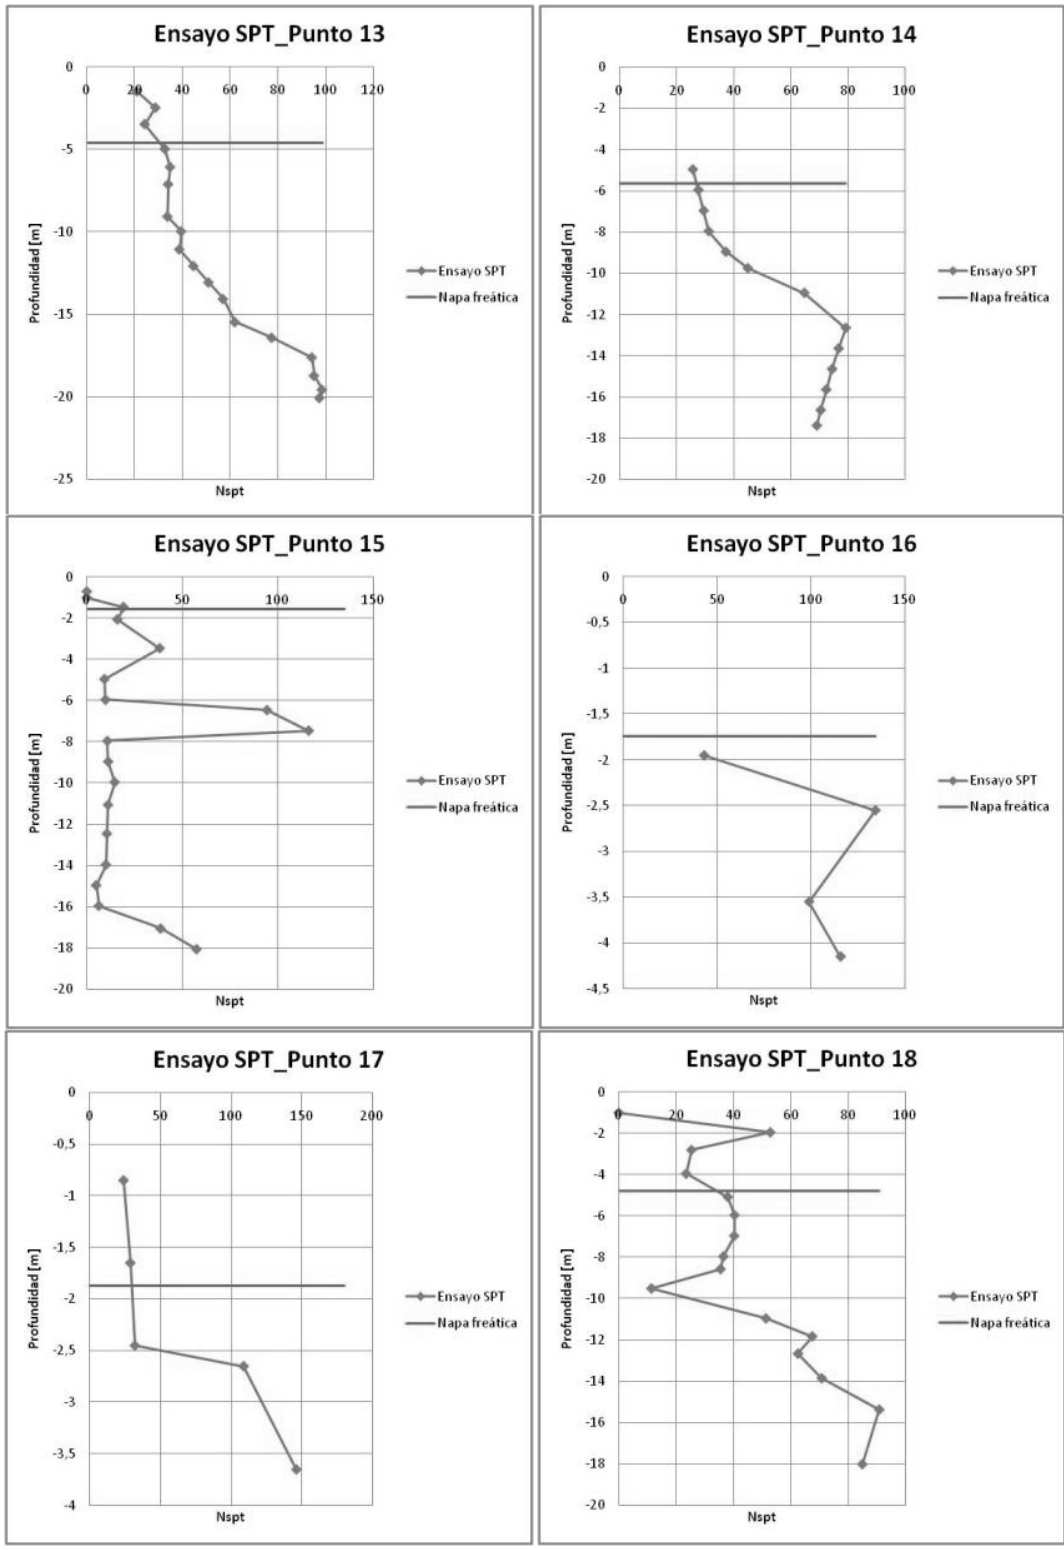 Ensayo SPT_Punto 13
0
0 20 40 60 80 100 120
-5
-10
-15
-20
-25
Profundidad [m]
Nspt
Ensayo SPT
Napa freática
Ensayo SPT_Punto 14
0
0 20 40 60 80 100
-2
-4
-6
-8
-10
-12
-14
-16
-18
-20
Profundidad [m]
Nspt
Ensayo SPT
Napa freática
Ensayo SPT_Punto 15
0
0 50 100 150
-2
-4
-6
-8
-10
-12
-14
-16
-18
-20
Profundidad [m]
Nspt
Ensayo SPT
Napa freática
Ensayo SPT_Punto 16
0
0 50 100 150
-0,5
-1
-1,5
-2
-2,5
-3
-3,5
-4
-4,5
Profundidad [m]
Nspt
Ensayo SPT
Napa freática
Ensayo SPT_Punto 17
0
0 50 100 150 200
-0,5
-1
-1,5
-2
-2,5
-3
-3,5
-4
Profundidad [m]
Nspt
Ensayo SPT
Napa freática
Ensayo SPT_Punto 18
0
0 20 40 60 80 100
-2
-4
-6
-8
-10
-12
-14
-16
-18
-20
Profundidad [m]
Nspt
Ensayo SPT
Napa freática